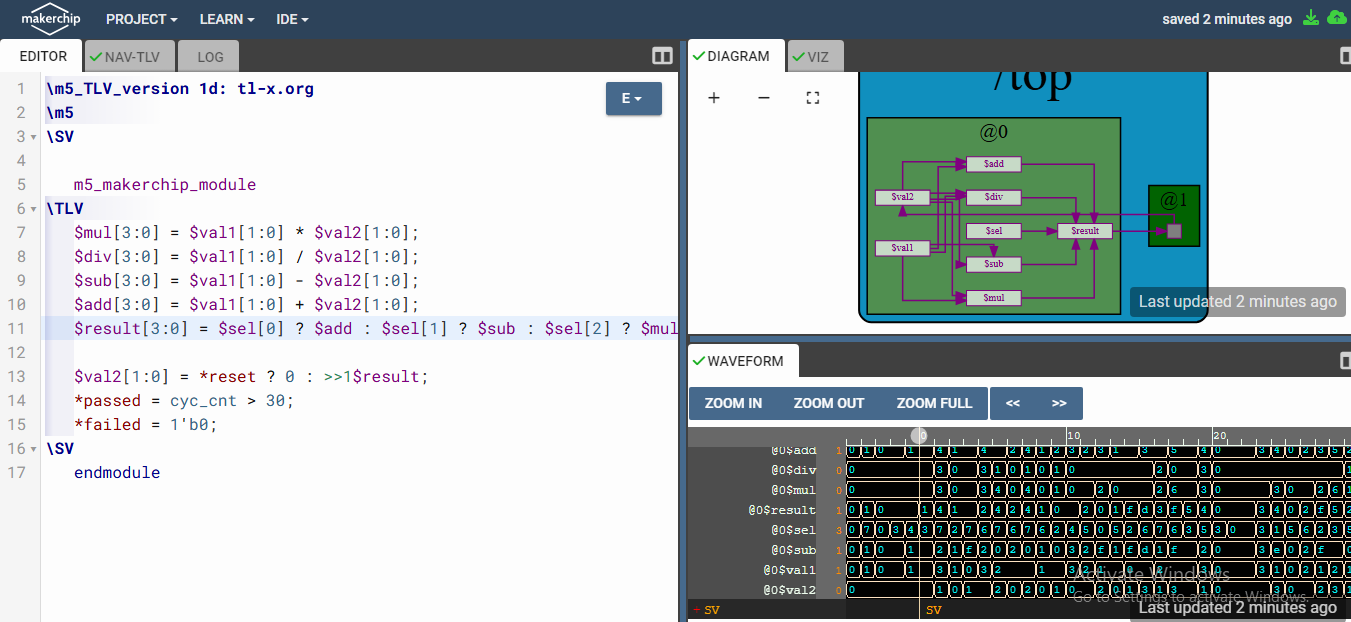 makerchip PROJECT LEARN IDE saved 2 minutes ago
EDITOR NAV-TLV LOG
DIAGRAM VIZ
1 \m5_TLV_version 1d: tl-x.org
2 \m5
3 \SV
4
5 m5_makerchip_module
6 \TLV
7 $mul[3:0] = $val1[1:0] * $val2[1:0];
8 $div[3:0] = $val1[1:0] / $val2[1:0];
9 $sub[3:0] = $val1[1:0] - $val2[1:0];
10 $add[3:0] = $val1[1:0] + $val2[1:0];
11 $result[3:0] = $sel[0] ? $add : $sel[1] ? $sub : $sel[2] ? $mul
12
13 $val2[1:0] = *reset ? 0 : >>1$result;
14 *passed = cyc_cnt > 30;
15 *failed = 1'b0;
16 \SV
17 endmodule
E
/top
@0
@1
$add
$val2 $div
$sel $result
$val1
$sub
$mul
Last updated 2 minutes ago
WAVEFORM
ZOOM IN ZOOM OUT ZOOM FULL << >>
0 10 20
@0$add 1
@0$div 0
@0$mul 0
@0$result 1
@0$sel 3
@0$sub 1
@0$val1 1
@0$val2 0
+ SV SV
Activate Windows
Go to Settings to activate Windows.
Last updated 2 minutes ago